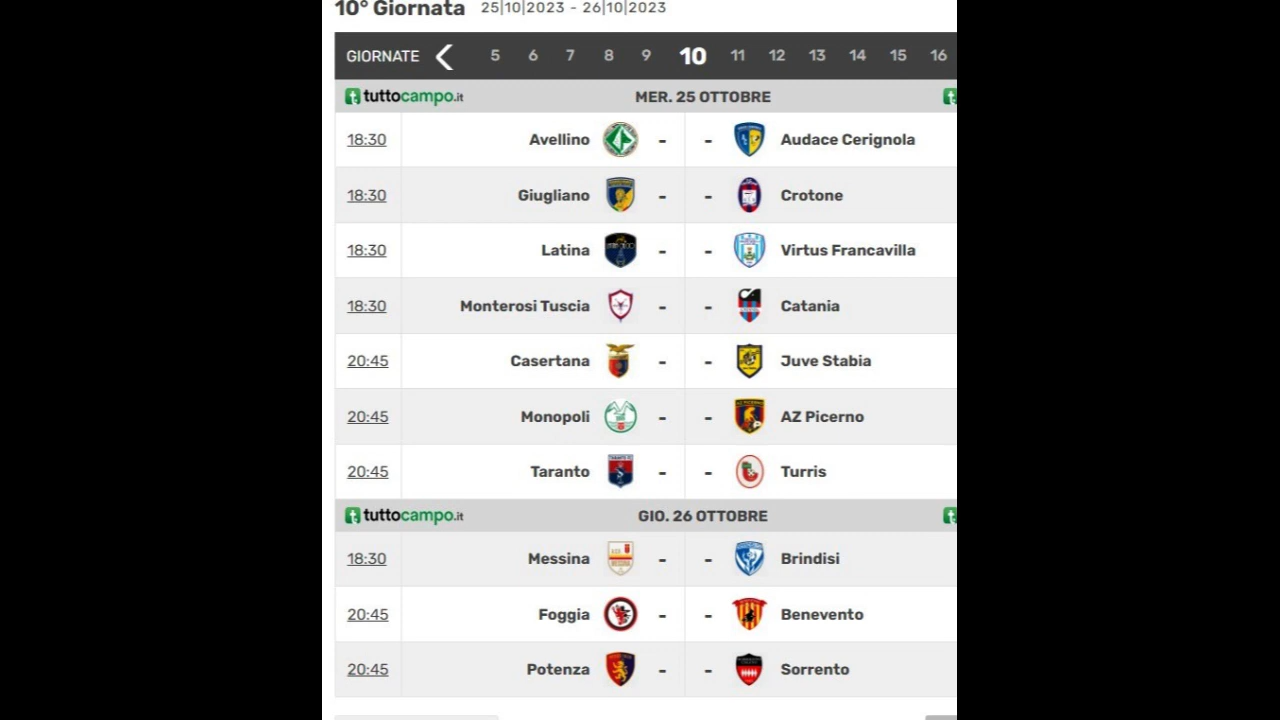 10° Giornata 25|10|2023 - 26|10|2023
GIORNATE 5 6 7 8 9 10 11 12 13 14 15 16
tuttocampo.it MER. 25 OTTOBRE
18:30 Avellino - - Audace Cerignola
18:30 Giugliano - - Crotone
18:30 Latina - - Virtus Francavilla
18:30 Monterosi Tuscia - - Catania
20:45 Casertana - - Juve Stabia
20:45 Monopoli - - AZ Picerno
20:45 Taranto - - Turris
tuttocampo.it GIO. 26 OTTOBRE
18:30 Messina - - Brindisi
20:45 Foggia - - Benevento
20:45 Potenza - - Sorrento